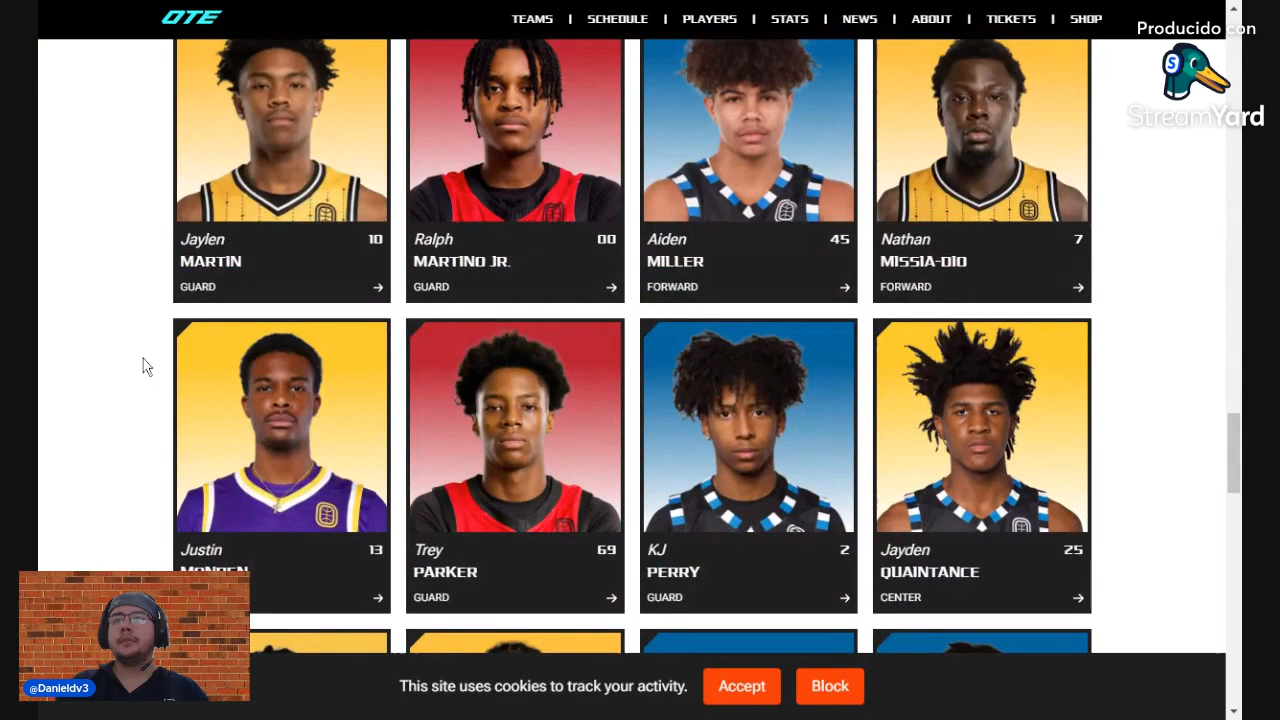 OTE
TEAMS | SCHEDULE | PLAYERS | STATS | NEWS | ABOUT | TICKETS | SHOP
Producido con
S
StreamYard
Jaylen 10
MARTIN
GUARD →
Ralph 00
MARTINO JR.
GUARD →
Aiden 45
MILLER
FORWARD →
Nathan 7
MISSIA-DIO
FORWARD →
Justin 13
→
Trey 69
PARKER
GUARD →
KJ 2
PERRY
GUARD →
Jayden 25
QUAINTANCE
CENTER →
@Danieldv3
This site uses cookies to track your activity.
Accept
Block